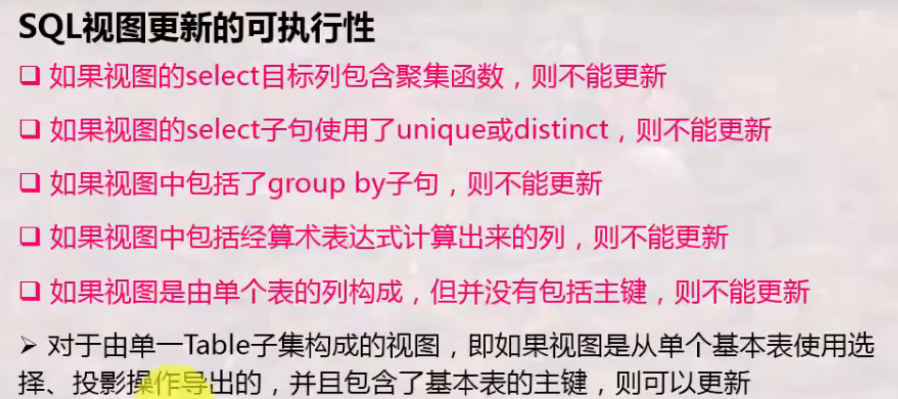 SQL视图更新的可执行性
❑ 如果视图的select目标列包含聚集函数，则不能更新
❑ 如果视图的select子句使用了unique或distinct，则不能更新
❑ 如果视图中包括了group by子句，则不能更新
❑ 如果视图中包括经算术表达式计算出来的列，则不能更新
❑ 如果视图是由单个表的列构成，但并没有包括主键，则不能更新
➢ 对于由单一Table子集构成的视图，即如果视图是从单个基本表使用选
择、投影操作导出的，并且包含了基本表的主键，则可以更新